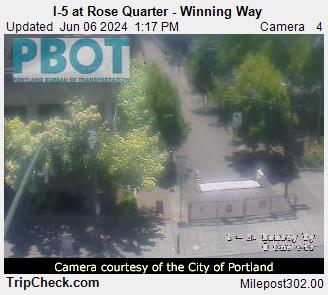 I-5 at Rose Quarter - Winning Way
Updated Jun 06 2024 1:17 PM Camera 4
PBOT
PORTLAND BUREAU OF TRANSPORTATION
Camera courtesy of the City of Portland
TripCheck.com Milepost302.00